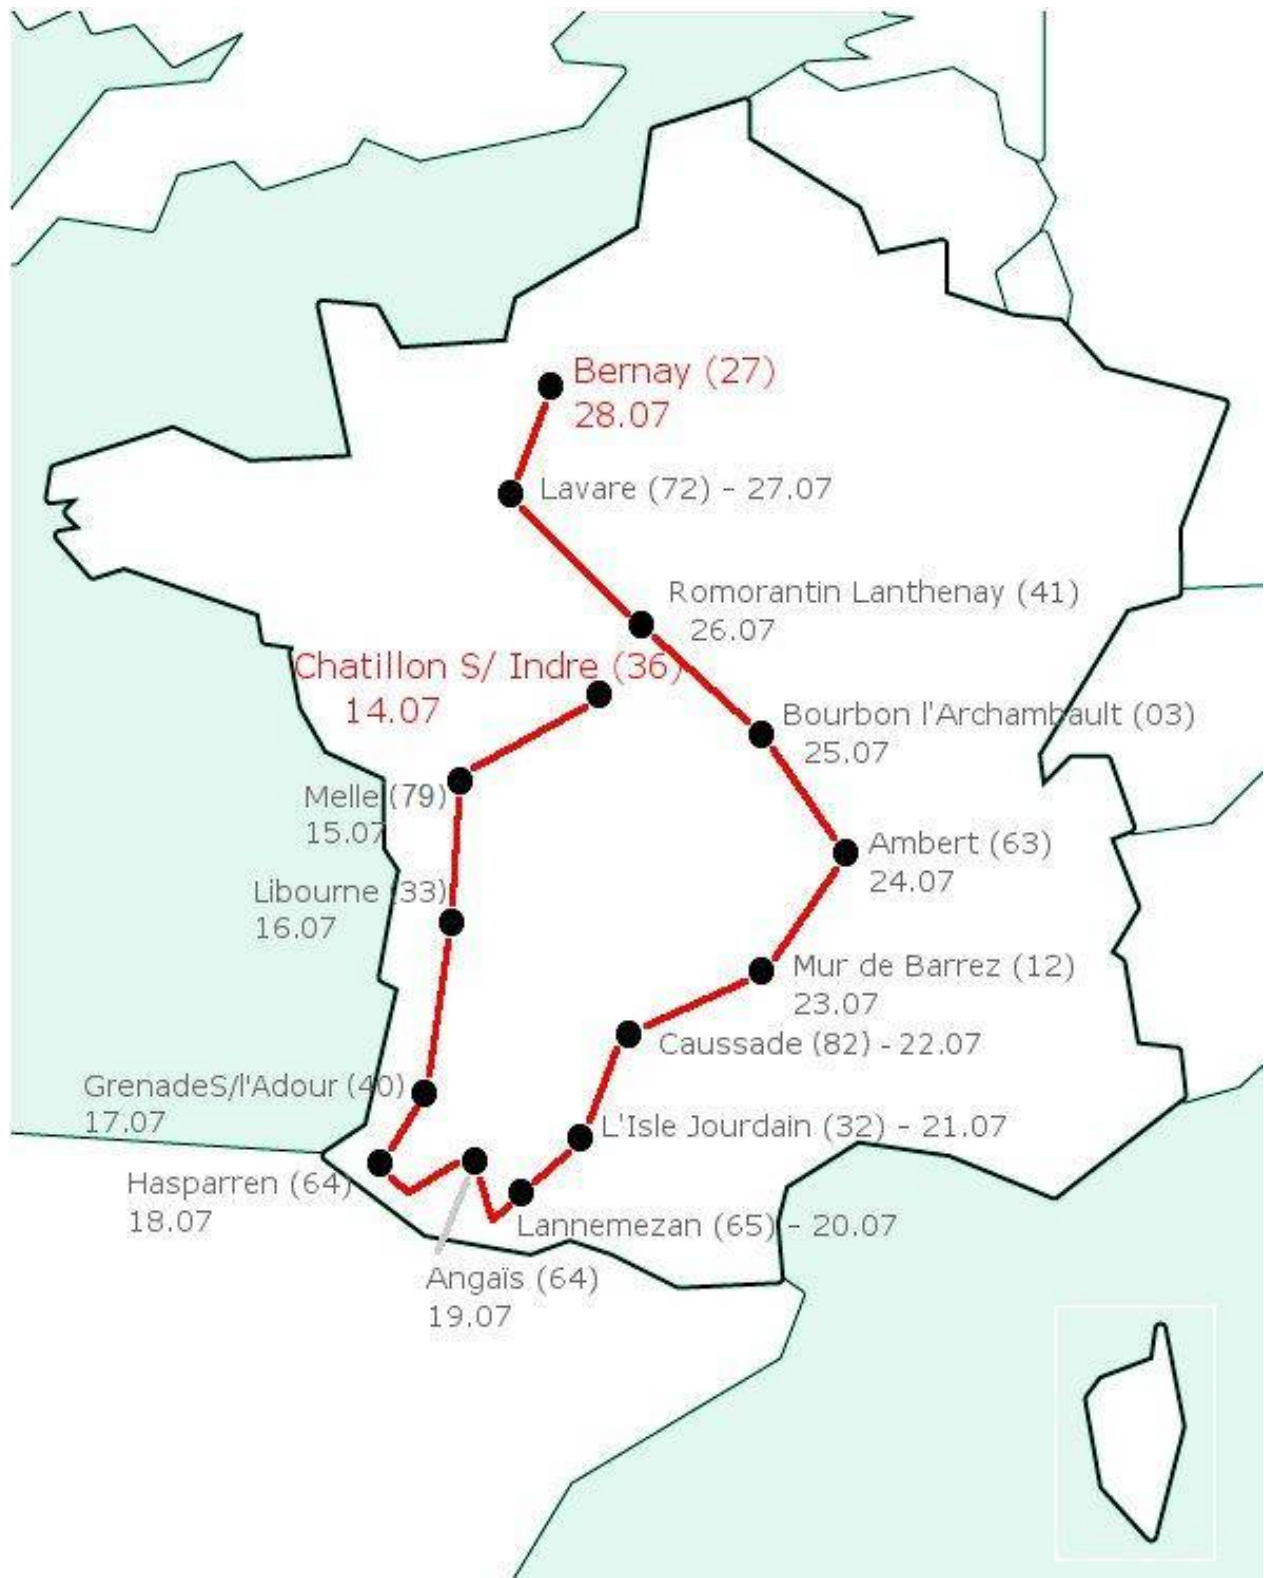 Bernay (27)
28.07
Lavare (72) - 27.07
Romorantin Lanthenay (41)
26.07
Chatillon S/ Indre (36)
14.07
Bourbon l'Archambault (03)
25.07
Melle (79)
15.07
Ambert (63)
24.07
Libourne (33)
16.07
Mur de Barrez (12)
23.07
Caussade (82) - 22.07
GrenadeS/l'Adour (40)
17.07
L'Isle Jourdain (32) - 21.07
Hasparren (64)
18.07
Lannemezan (65) - 20.07
Angaïs (64)
19.07